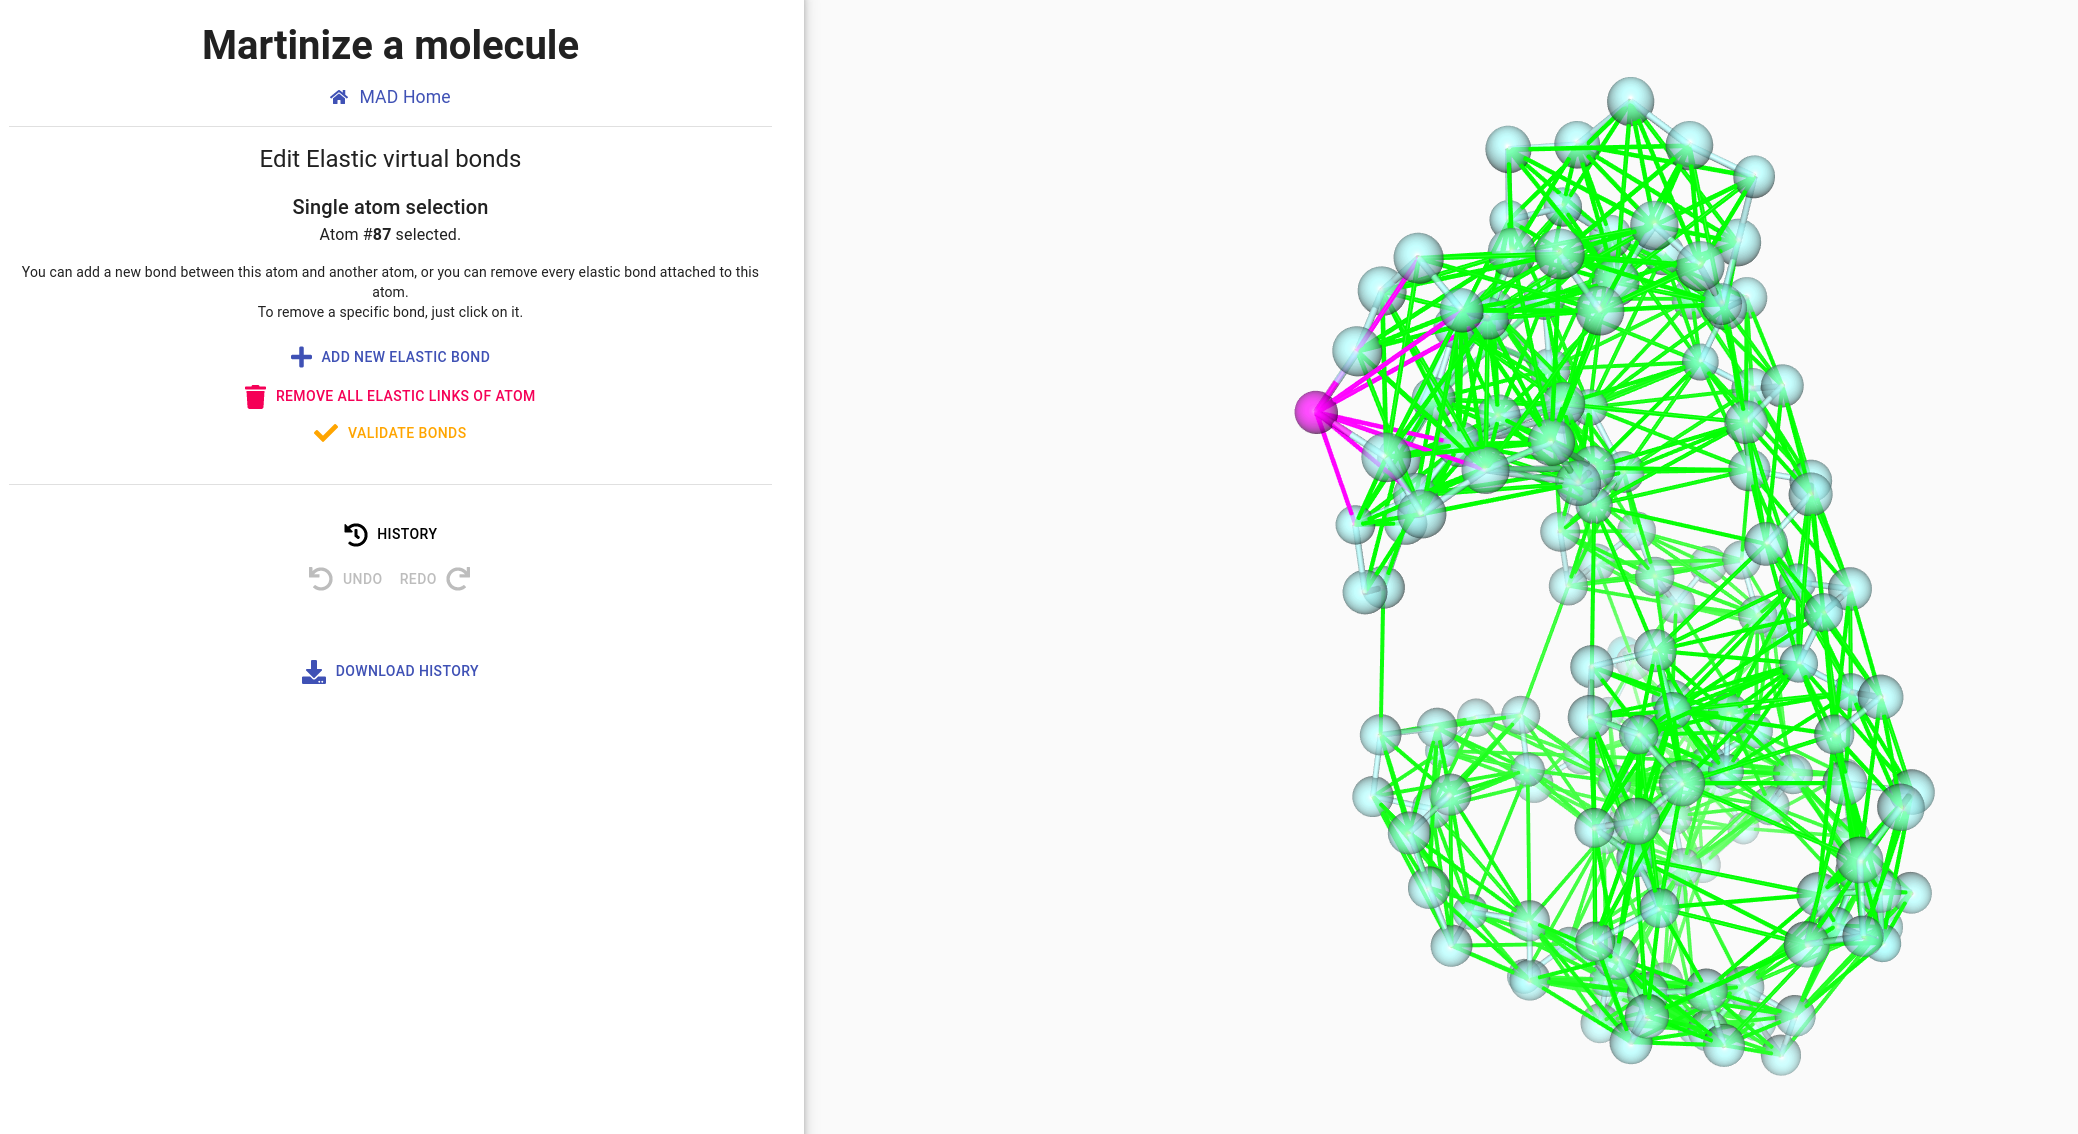 Martinize a molecule
MAD Home
Edit Elastic virtual bonds
Single atom selection
Atom #87 selected.
You can add a new bond between this atom and another atom, or you can remove every elastic bond attached to this
atom.
To remove a specific bond, just click on it.
ADD NEW ELASTIC BOND
REMOVE ALL ELASTIC LINKS OF ATOM
VALIDATE BONDS
HISTORY
UNDO REDO
DOWNLOAD HISTORY